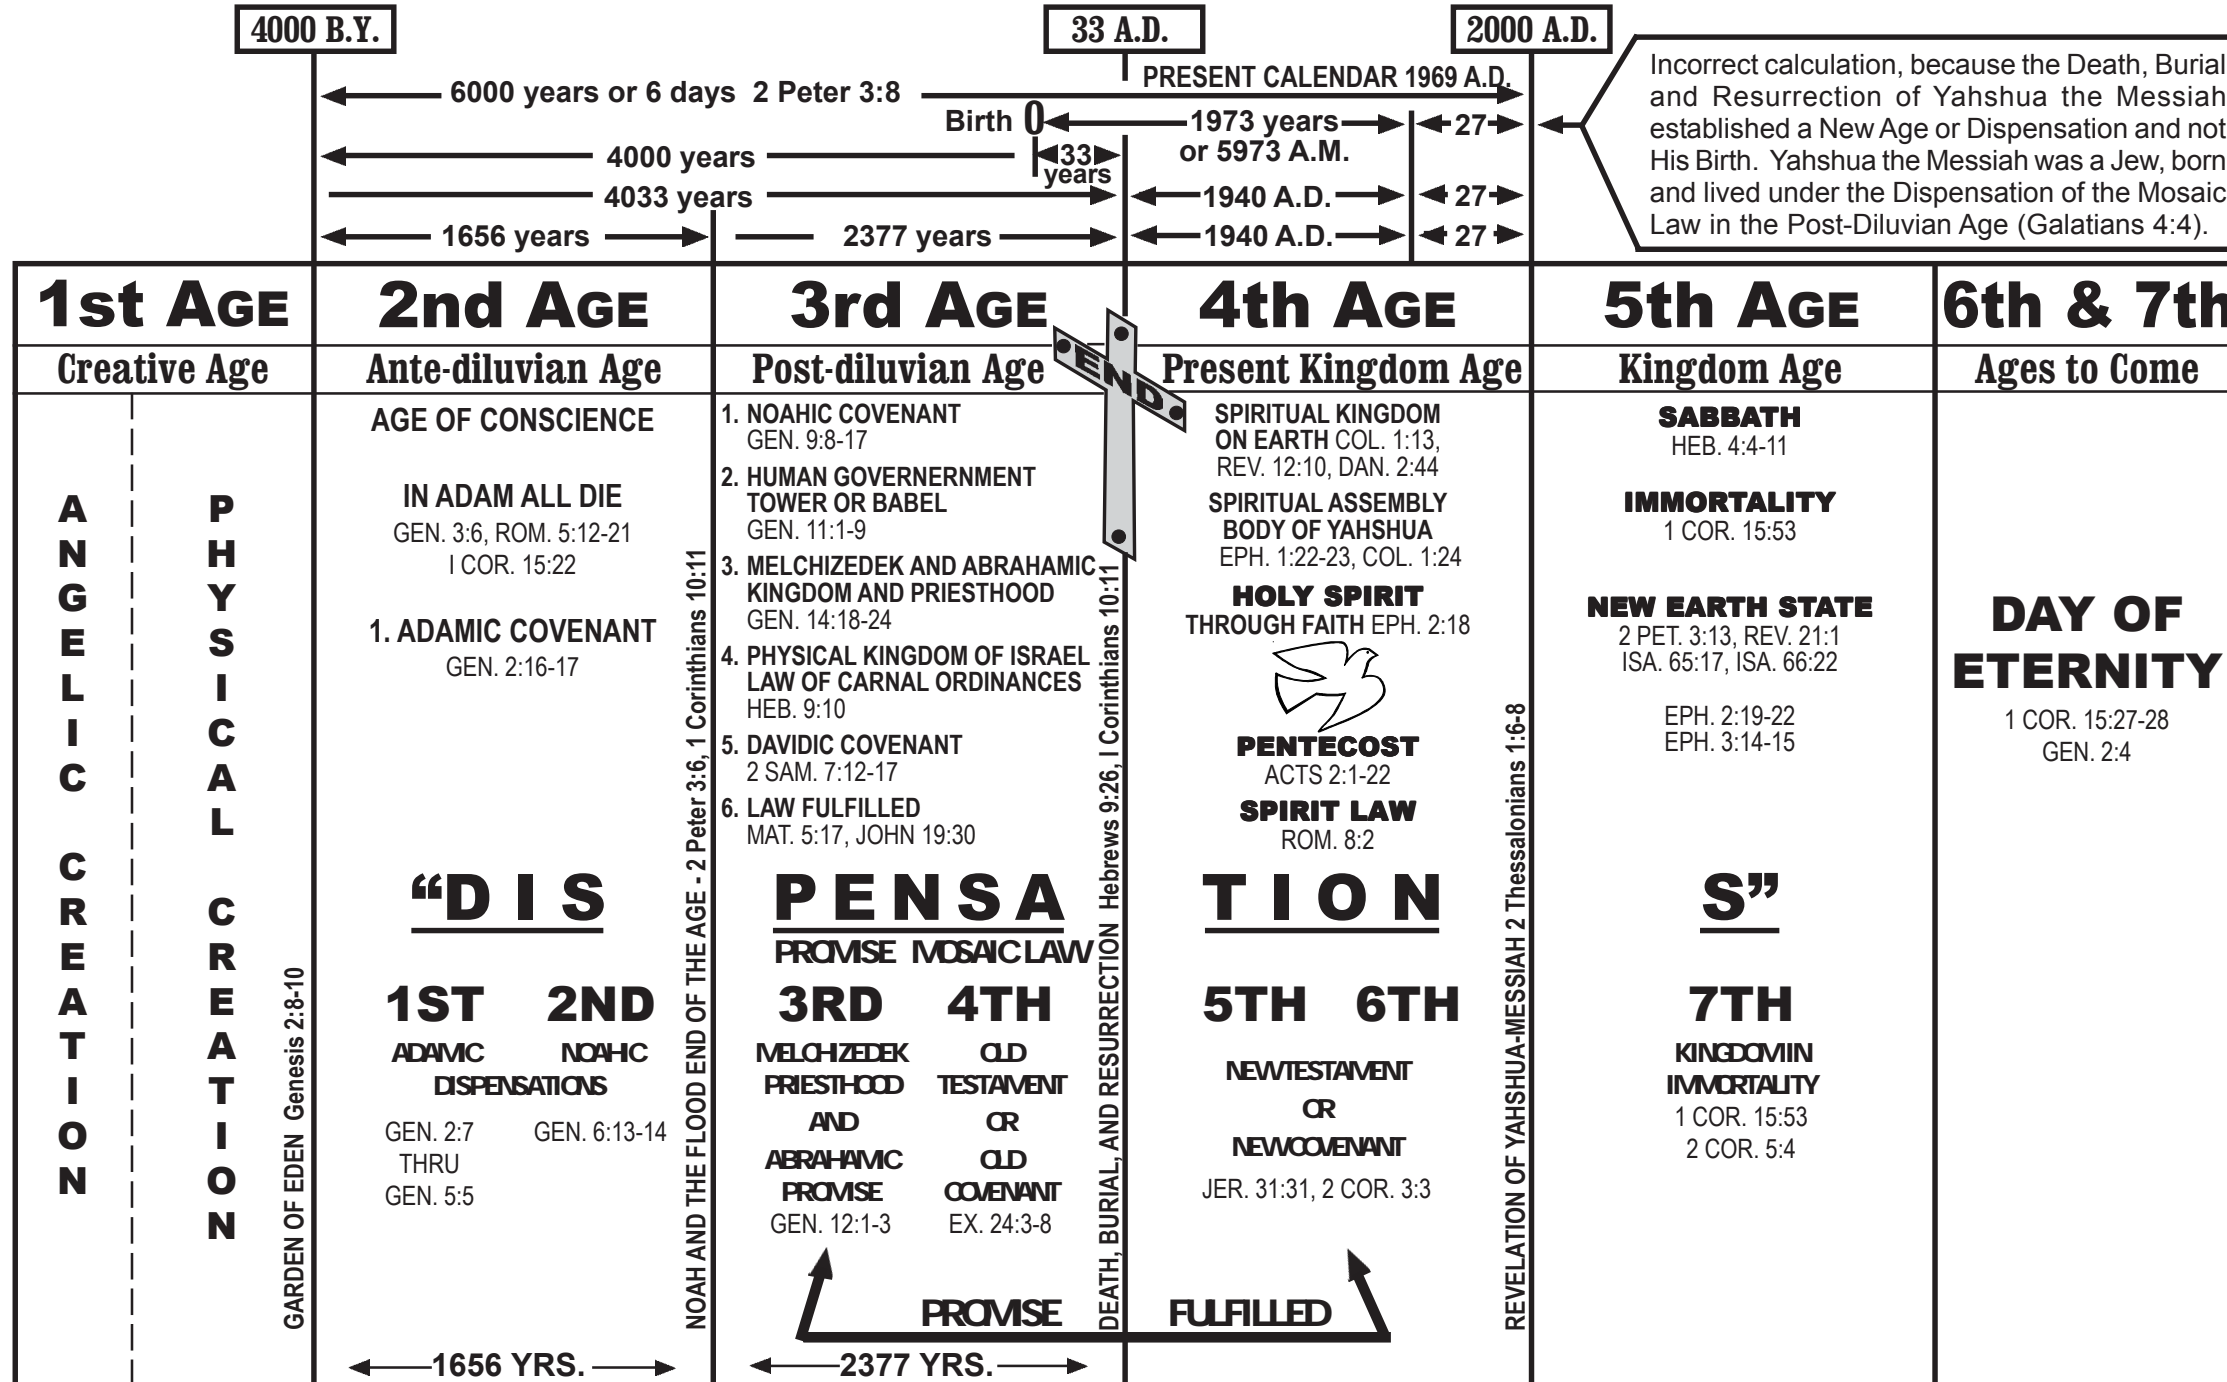 4000 B.Y.
33 A.D.
2000 A.D.
6000 years or 6 days 2 Peter 3:8
PRESENT CALENDAR 1969 A.D.
Birth 0
1973 years
or 5973 A.M.
27
4000 years
33
years
4033 years
1940 A.D.
27
1656 years
2377 years
1940 A.D.
27
Incorrect calculation, because the Death, Burial
and Resurrection of Yahshua the Messiah
established a New Age or Dispensation and not
His Birth. Yahshua the Messiah was a Jew, born
and lived under the Dispensation of the Mosaic
Law in the Post-Diluvian Age (Galatians 4:4).
1st AGE
Creative Age
ANGELIC CREATION
PHYSICAL CREATION
GARDEN OF EDEN Genesis 2:8-10
2nd AGE
Ante-diluvian Age
AGE OF CONSCIENCE
IN ADAM ALL DIE
GEN. 3:6, ROM. 5:12-21
I COR. 15:22
1. ADAMIC COVENANT
GEN. 2:16-17
"D I S
1ST 2ND
ADAMIC NOAHIC
DISPENSATIONS
GEN. 2:7 GEN. 6:13-14
THRU
GEN. 5:5
1656 YRS.
NOAH AND THE FLOOD END OF THE AGE - 2 Peter 3:6, 1 Corinthians 10:11
3rd AGE
Post-diluvian Age
END
1. NOAHIC COVENANT
GEN. 9:8-17
2. HUMAN GOVERNERNMENT
TOWER OR BABEL
GEN. 11:1-9
3. MELCHIZEDEK AND ABRAHAMIC
KINGDOM AND PRIESTHOOD
GEN. 14:18-24
4. PHYSICAL KINGDOM OF ISRAEL
LAW OF CARNAL ORDINANCES
HEB. 9:10
5. DAVIDIC COVENANT
2 SAM. 7:12-17
6. LAW FULFILLED
MAT. 5:17, JOHN 19:30
P E N S A
PROMISE MOSAIC LAW
3RD
MELCHIZEDEK
PRIESTHOOD
AND
ABRAHAMIC
PROMISE
GEN. 12:1-3
4TH
OLD
TESTAMENT
OR
OLD
COVENANT
EX. 24:3-8
PROMISE FULFILLED
2377 YRS.
DEATH, BURIAL, AND RESURRECTION Hebrews 9:26, I Corinthians 10:11
4th AGE
Present Kingdom Age
SPIRITUAL KINGDOM
ON EARTH COL. 1:13,
REV. 12:10, DAN. 2:44
SPIRITUAL ASSEMBLY
BODY OF YAHSHUA
EPH. 1:22-23, COL. 1:24
HOLY SPIRIT
THROUGH FAITH EPH. 2:18
PENTECOST
ACTS 2:1-22
SPIRIT LAW
ROM. 8:2
T I O N
5TH 6TH
NEW TESTAMENT
OR
NEW COVENANT
JER. 31:31, 2 COR. 3:3
REVELATION OF YAHSHUA-MESSIAH 2 Thessalonians 1:6-8
5th AGE
Kingdom Age
SABBATH
HEB. 4:4-11
IMMORTALITY
1 COR. 15:53
NEW EARTH STATE
2 PET. 3:13, REV. 21:1
ISA. 65:17, ISA. 66:22
EPH. 2:19-22
EPH. 3:14-15
S"
7TH
KINGDOM IN
IMMORTALITY
1 COR. 15:53
2 COR. 5:4
6th & 7th
Ages to Come
DAY OF
ETERNITY
1 COR. 15:27-28
GEN. 2:4